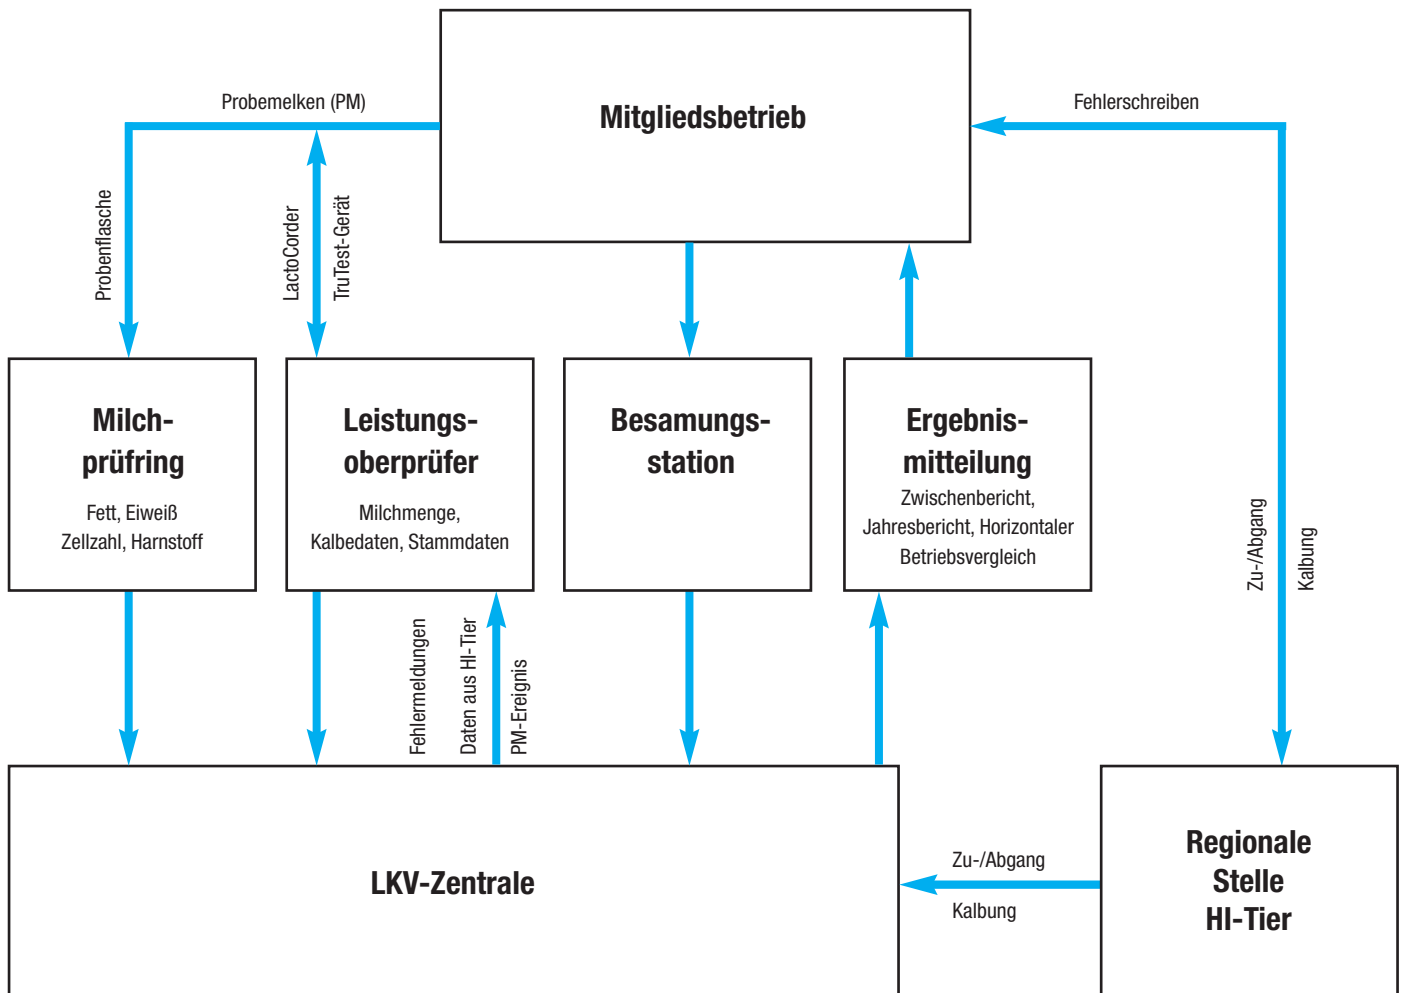 Probemelken (PM)
Mitgliedsbetrieb
Fehlerschreiben
Probenflasche
LactoCorder
TruTest-Gerät
Milch-
prüfring
Fett, Eiweiß
Zellzahl, Harnstoff
Leistungs-
oberprüfer
Milchmenge,
Kalbedaten, Stammdaten
Besamungs-
station
Ergebnis-
mitteilung
Zwischenbericht,
Jahresbericht, Horizontaler
Betriebsvergleich
Zu-/Abgang
Kalbung
Fehlermeldungen
Daten aus HI-Tier
PM-Ereignis
LKV-Zentrale
Zu-/Abgang
Kalbung
Regionale
Stelle
HI-Tier